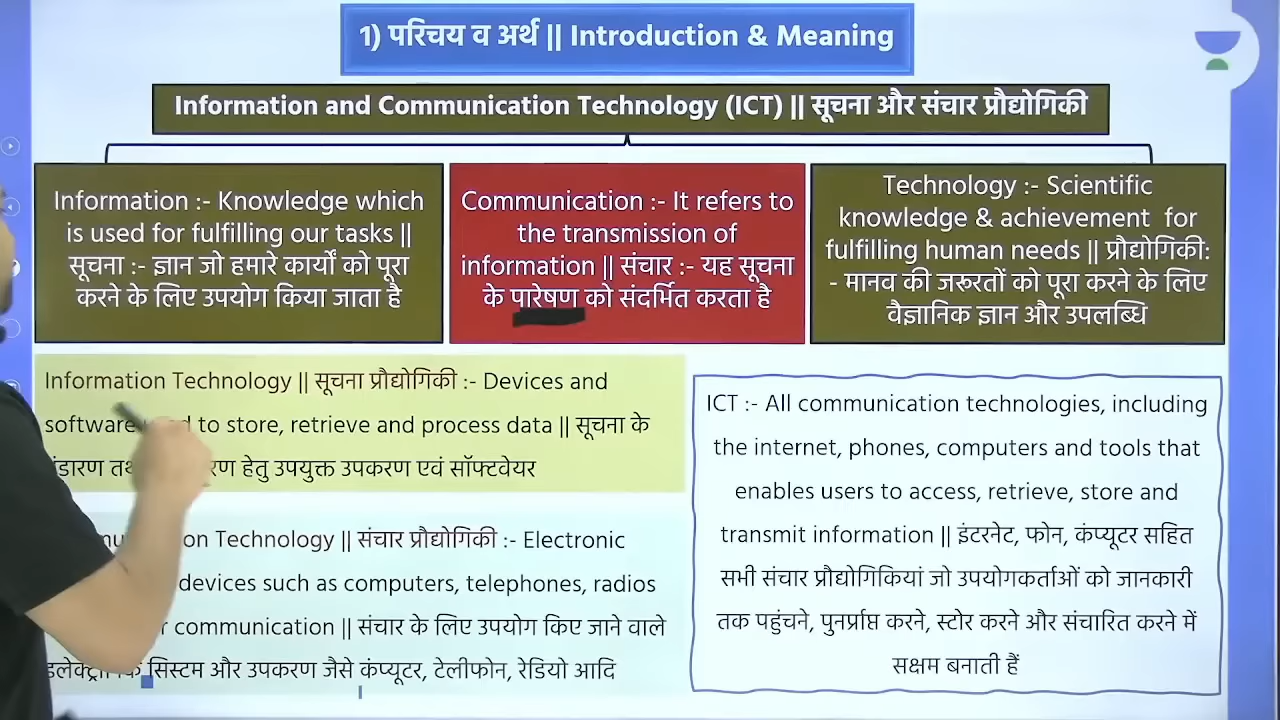 1) परिचय व अर्थ || Introduction & Meaning
Information and Communication Technology (ICT) || सूचना और संचार प्रौद्योगिकी
Information :- Knowledge which
is used for fulfilling our tasks ||
सूचना :- ज्ञान जो हमारे कार्यों को पूरा
करने के लिए उपयोग किया जाता है
Communication :- It refers to
the transmission of
information || संचार :- यह सूचना
के पारेषण को संदर्भित करता है
Technology :- Scientific
knowledge & achievement for
fulfilling human needs || प्रौद्योगिकी:
- मानव की जरूरतों को पूरा करने के लिए
वैज्ञानिक ज्ञान और उपलब्धि
Information Technology || सूचना प्रौद्योगिकी :- Devices and
software to store, retrieve and process data || सूचना के
हेतु उपयुक्त उपकरण एवं सॉफ्टवेयर
Technology || संचार प्रौद्योगिकी :- Electronic
devices such as computers, telephones, radios
communication || संचार के लिए उपयोग किए जाने वाले
सिस्टम और उपकरण जैसे कंप्यूटर, टेलीफोन, रेडियो आदि
ICT :- All communication technologies, including
the internet, phones, computers and tools that
enables users to access, retrieve, store and
transmit information || इंटरनेट, फोन, कंप्यूटर सहित
सभी संचार प्रौद्योगिकियां जो उपयोगकर्ताओं को जानकारी
तक पहुंचने, पुनर्प्राप्त करने, स्टोर करने और संचारित करने में
सक्षम बनाती हैं